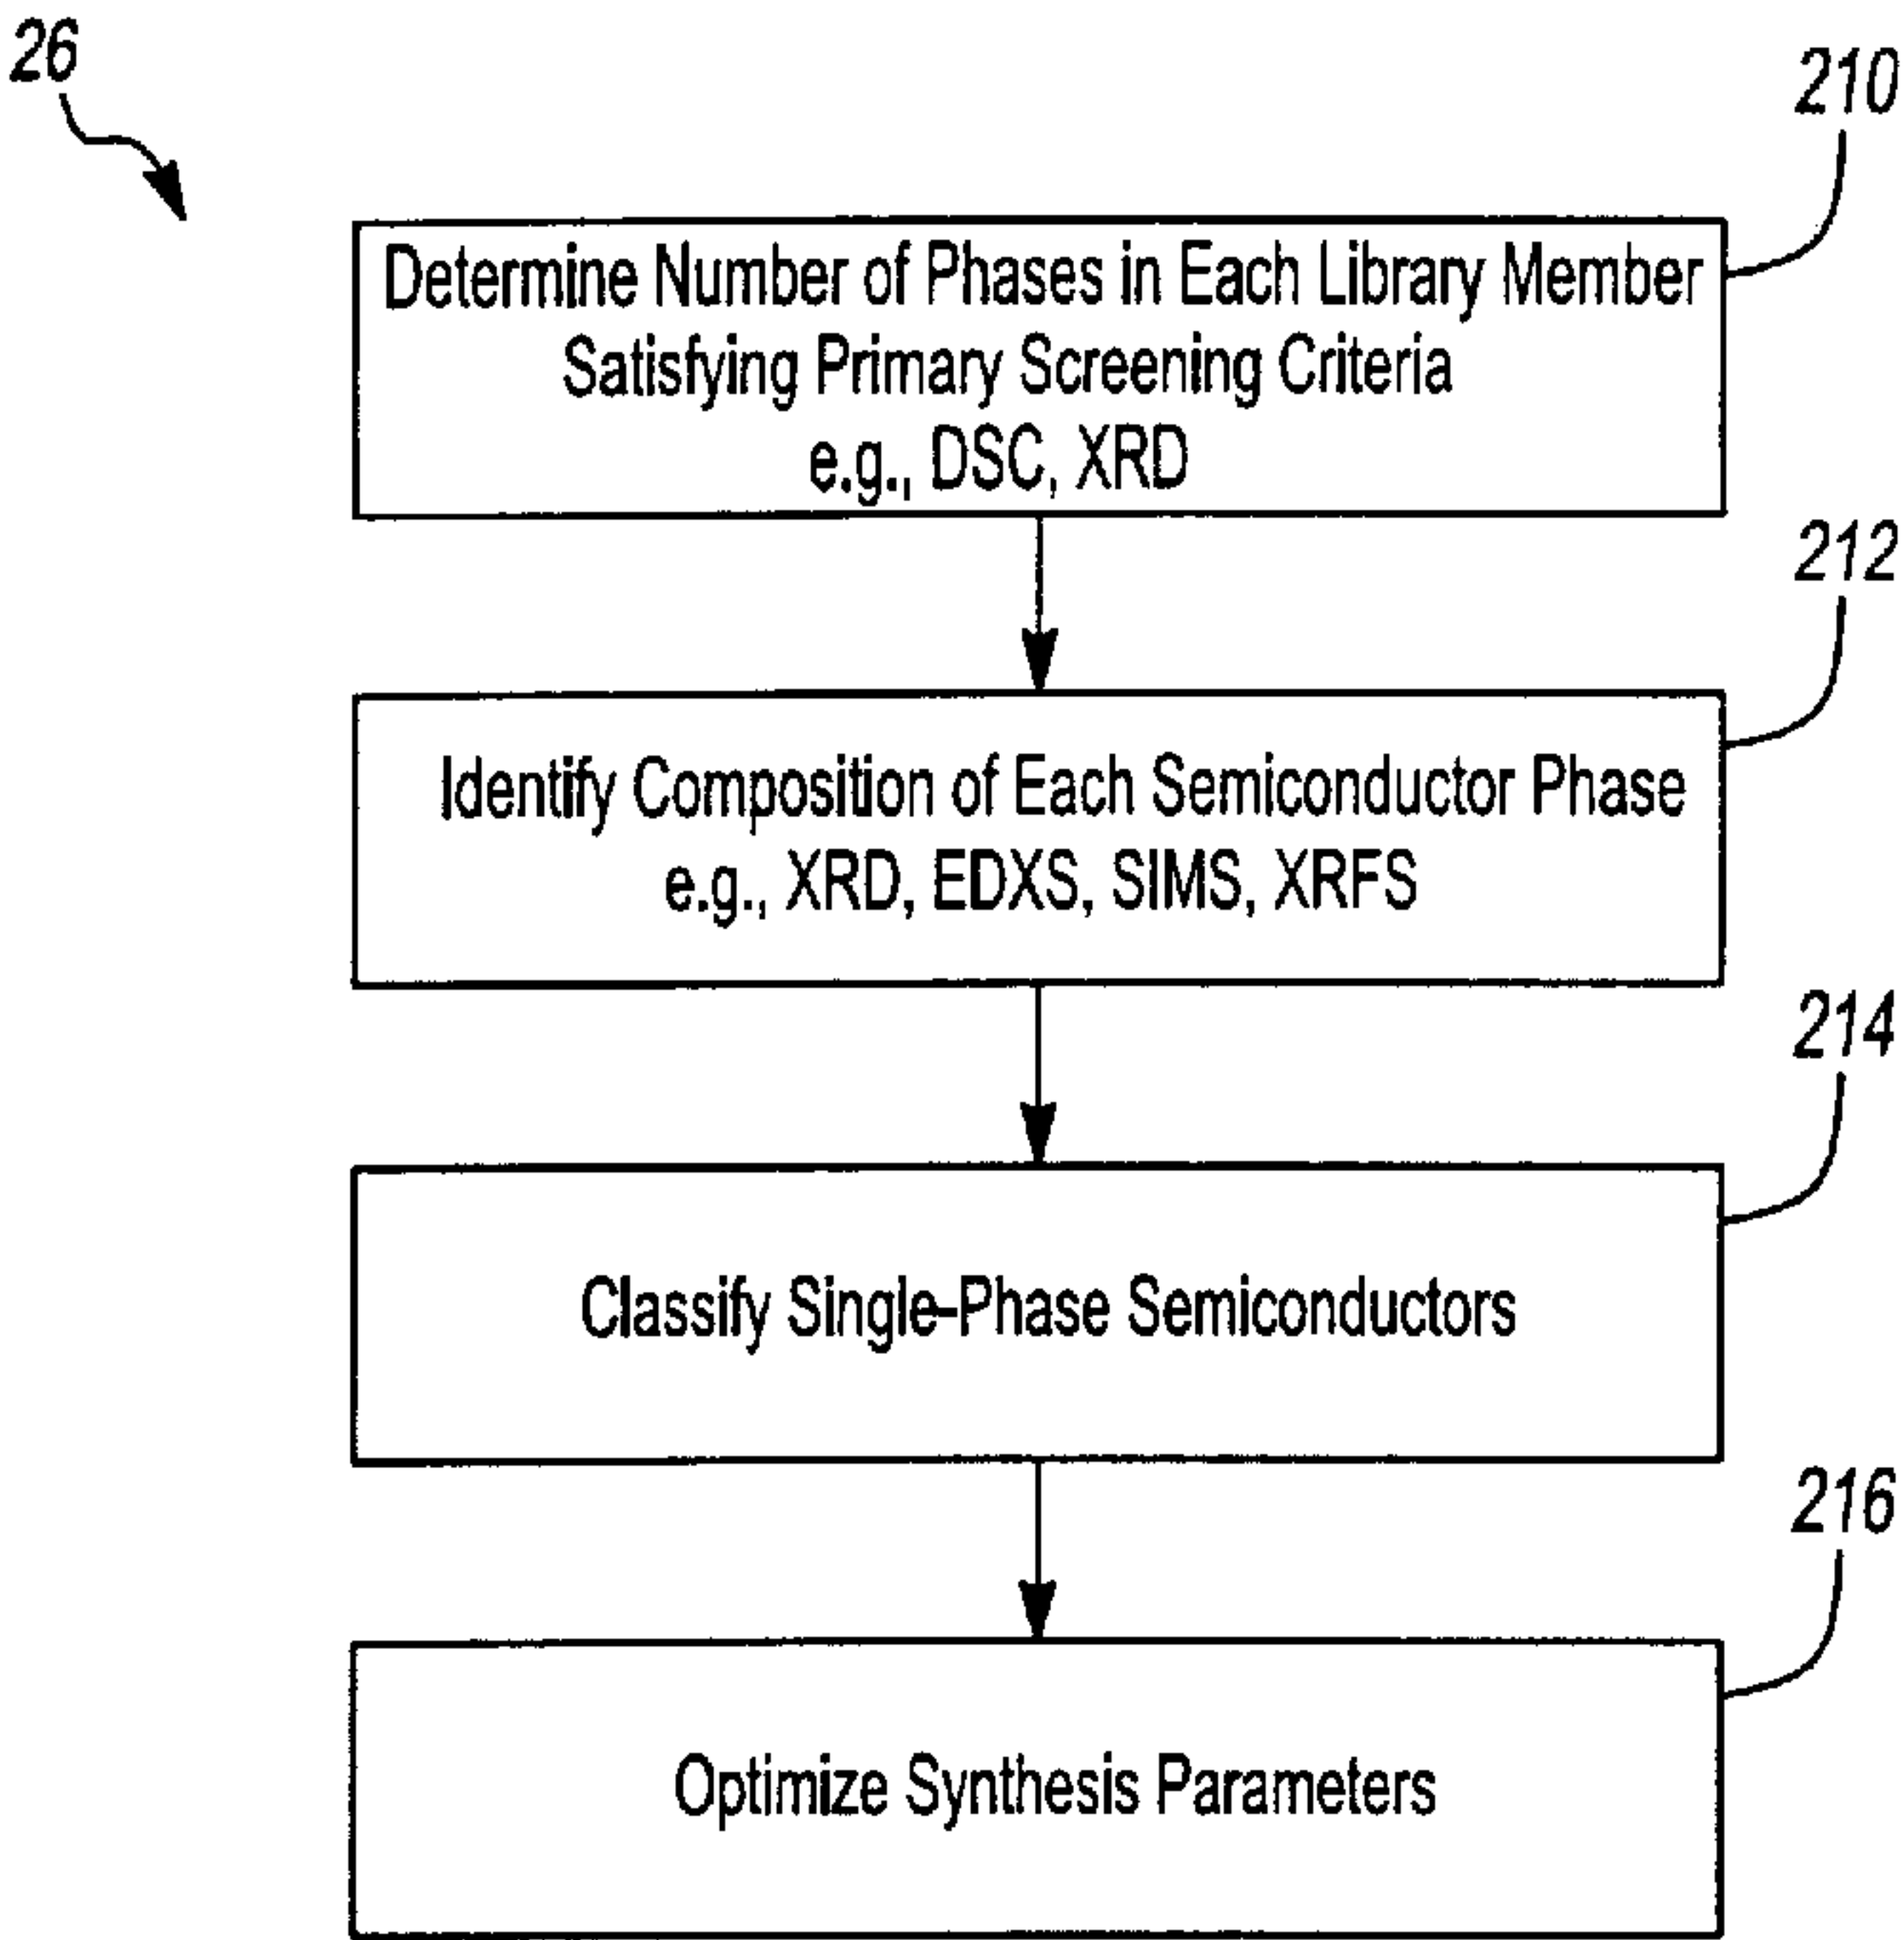 26
210
Determine Number of Phases in Each Library Member
Satisfying Primary Screening Criteria
e.g., DSC, XRD
212
Identify Composition of Each Semiconductor Phase
e.g., XRD, EDXS, SIMS, XRFS
214
Classify Single-Phase Semiconductors
216
Optimize Synthesis Parameters